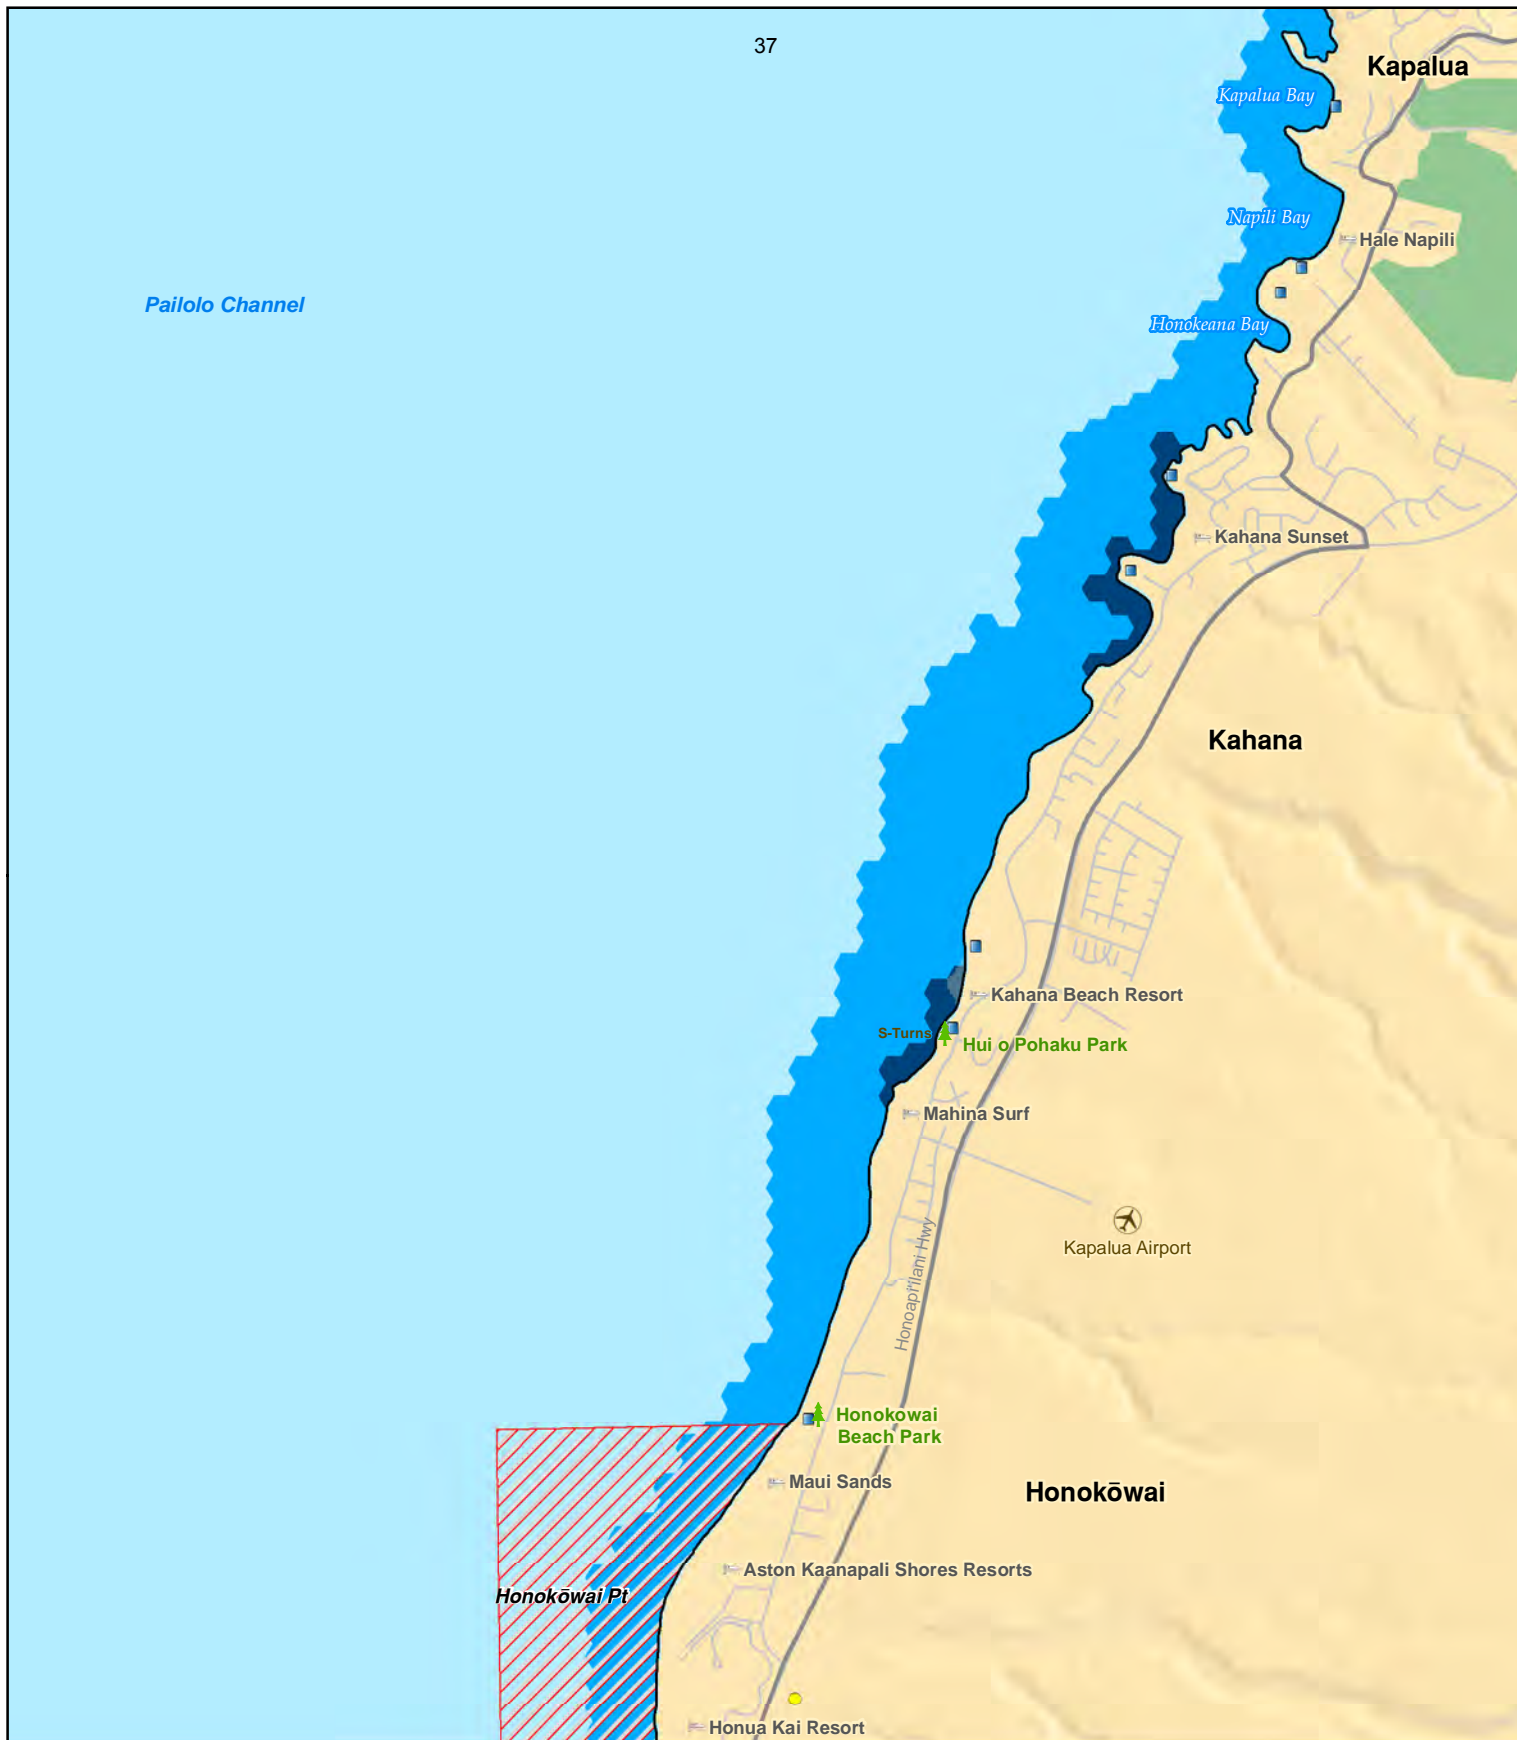 37
Kapalua
Kapalua Bay
Napili Bay
Hale Napili
Pailolo Channel
Honokeana Bay
Kahana Sunset
Kahana
Kahana Beach Resort
S-Turns
Hui o Pohaku Park
Mahina Surf
Kapalua Airport
Honoapi'ilani Hwy
Honokowai
Beach Park
Maui Sands
Honokōwai
Aston Kaanapali Shores Resorts
Honokōwai Pt
Honua Kai Resort